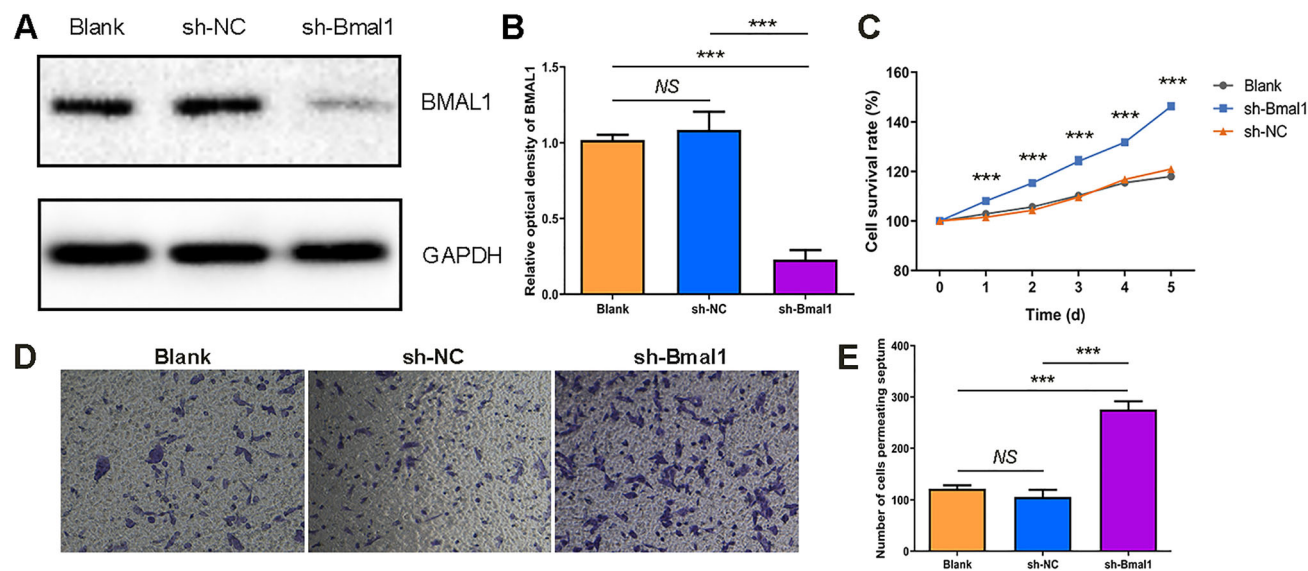 A
Blank sh-NC sh-Bmal1
BMAL1
GAPDH
B
***
***
NS
Relative optical density of BMAL1
1.5
1.0
0.5
0.0
Blank sh-NC sh-Bmal1
C
Cell survival rate (%)
160
140
120
100
80
***
***
***
***
***
0 1 2 3 4 5
Time (d)
Blank
sh-Bmal1
sh-NC
D
Blank sh-NC sh-Bmal1
E
Number of cells permeating septum
400
300
200
100
0
***
***
NS
Blank sh-NC sh-Bmal1